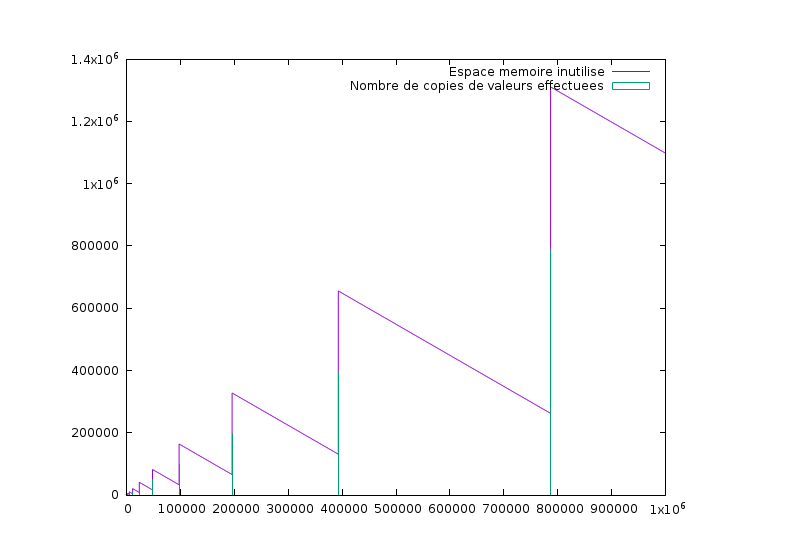 1.4x10^6
Espace memoire inutilise
Nombre de copies de valeurs effectuees
1.2x10^6
1x10^6
800000
600000
400000
200000
0
0 100000 200000 300000 400000 500000 600000 700000 800000 900000 1x10^6